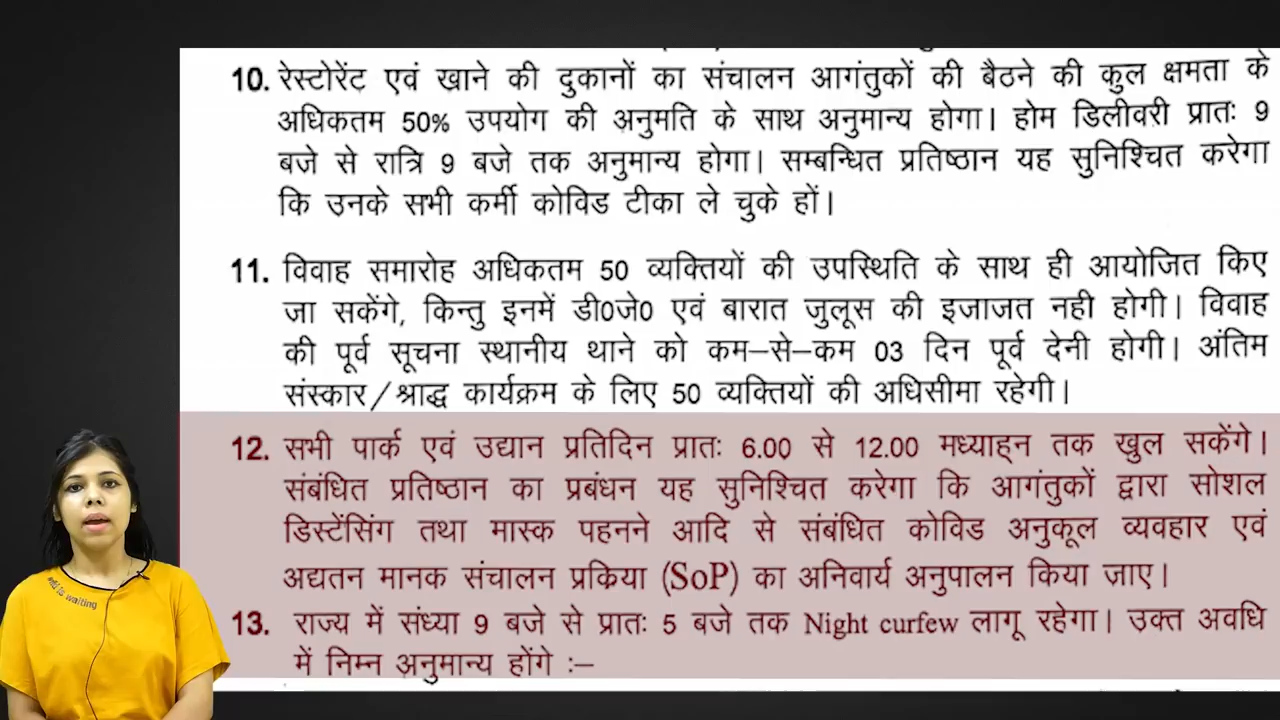 10. रेस्टोरेंट एवं खाने की दुकानों का संचालन आगंतुकों की बैठने की कुल क्षमता के
अधिकतम 50% उपयोग की अनुमति के साथ अनुमान्य होगा। होम डिलीवरी प्रातः 9
बजे से रात्रि 9 बजे तक अनुमान्य होगा। सम्बन्धित प्रतिष्ठान यह सुनिश्चित करेगा
कि उनके सभी कर्मी कोविड टीका ले चुके हों।
11. विवाह समारोह अधिकतम 50 व्यक्तियों की उपस्थिति के साथ ही आयोजित किए
जा सकेंगे, किन्तु इनमें डी0जे0 एवं बारात जुलूस की इजाजत नही होगी। विवाह
की पूर्व सूचना स्थानीय थाने को कम–से–कम 03 दिन पूर्व देनी होगी। अंतिम
संस्कार/श्राद्ध कार्यक्रम के लिए 50 व्यक्तियों की अधिसीमा रहेगी।
12. सभी पार्क एवं उद्यान प्रतिदिन प्रातः 6.00 से 12.00 मध्याह्न तक खुल सकेंगे।
संबंधित प्रतिष्ठान का प्रबंधन यह सुनिश्चित करेगा कि आगंतुकों द्वारा सोशल
डिस्टेंसिंग तथा मास्क पहनने आदि से संबंधित कोविड अनुकूल व्यवहार एवं
अद्यतन मानक संचालन प्रक्रिया (SoP) का अनिवार्य अनुपालन किया जाए।
13. राज्य में संध्या 9 बजे से प्रातः 5 बजे तक Night curfew लागू रहेगा। उक्त अवधि
में निम्न अनुमान्य होंगे :–
is waiting